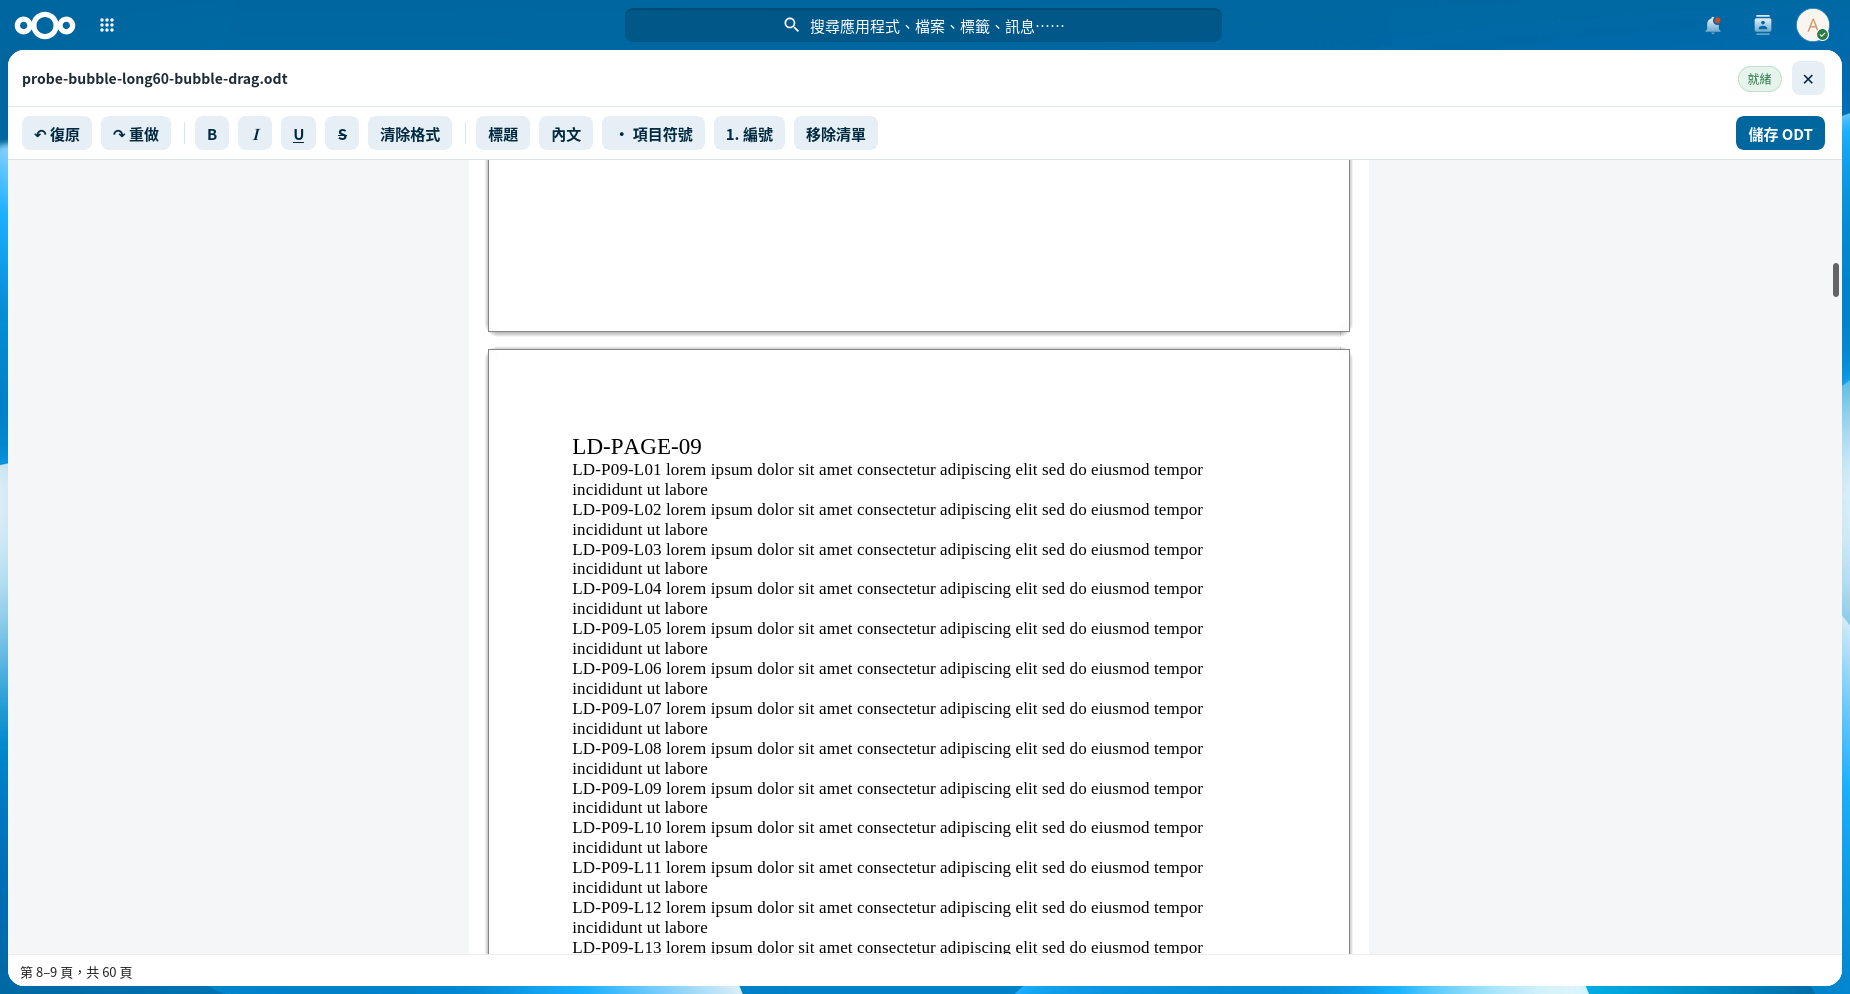 搜尋應用程式、檔案、標籤、訊息……
A
probe-bubble-long60-bubble-drag.odt
就緒
×
↶ 復原 ↷ 重做 B I U S 清除格式 標題 內文 • 項目符號 1. 編號 移除清單 儲存 ODT
LD-PAGE-09
LD-P09-L01 lorem ipsum dolor sit amet consectetur adipiscing elit sed do eiusmod tempor
incididunt ut labore
LD-P09-L02 lorem ipsum dolor sit amet consectetur adipiscing elit sed do eiusmod tempor
incididunt ut labore
LD-P09-L03 lorem ipsum dolor sit amet consectetur adipiscing elit sed do eiusmod tempor
incididunt ut labore
LD-P09-L04 lorem ipsum dolor sit amet consectetur adipiscing elit sed do eiusmod tempor
incididunt ut labore
LD-P09-L05 lorem ipsum dolor sit amet consectetur adipiscing elit sed do eiusmod tempor
incididunt ut labore
LD-P09-L06 lorem ipsum dolor sit amet consectetur adipiscing elit sed do eiusmod tempor
incididunt ut labore
LD-P09-L07 lorem ipsum dolor sit amet consectetur adipiscing elit sed do eiusmod tempor
incididunt ut labore
LD-P09-L08 lorem ipsum dolor sit amet consectetur adipiscing elit sed do eiusmod tempor
incididunt ut labore
LD-P09-L09 lorem ipsum dolor sit amet consectetur adipiscing elit sed do eiusmod tempor
incididunt ut labore
LD-P09-L10 lorem ipsum dolor sit amet consectetur adipiscing elit sed do eiusmod tempor
incididunt ut labore
LD-P09-L11 lorem ipsum dolor sit amet consectetur adipiscing elit sed do eiusmod tempor
incididunt ut labore
LD-P09-L12 lorem ipsum dolor sit amet consectetur adipiscing elit sed do eiusmod tempor
incididunt ut labore
LD-P09-L13 lorem ipsum dolor sit amet consectetur adipiscing elit sed do eiusmod tempor
第 8–9 頁，共 60 頁